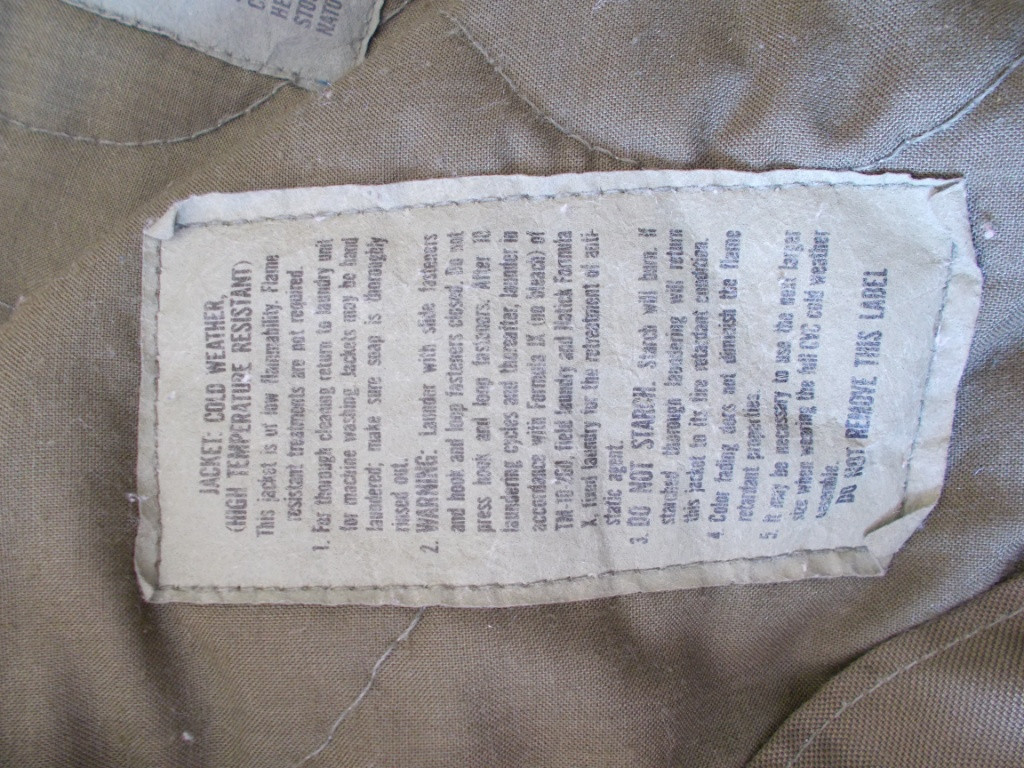 JACKET: COLD WEATHER,
(HIGH TEMPERATURE RESISTANT)
This jacket is of low flammability. Flame
resistant treatments are not required.
1. For thorough cleaning return to laundry unit
for machine washing. Jackets may be hand
laundered, make sure soap is thoroughly
rinsed out.
2. WARNING: Launder with slide fasteners
and hook and loop fasteners closed. Do not
press hook and loop fasteners. After 10
laundering cycles and thereafter, launder in
accordance with Formula IX (no bleach) of
TM-10-280, field laundry and Natick Formula
X, fixed laundry for the retreatment of anti-
static agent.
3. DO NOT STARCH. Starch will burn. If
starched thorough laundering will return
this jacket to its fire retardant condition.
4. Color fading does not diminish the flame
retardant properties.
5. It may be necessary to use the next larger
size when wearing the full CVC cold weather
ensemble.
DO NOT REMOVE THIS LABEL
HE
STO
NATO